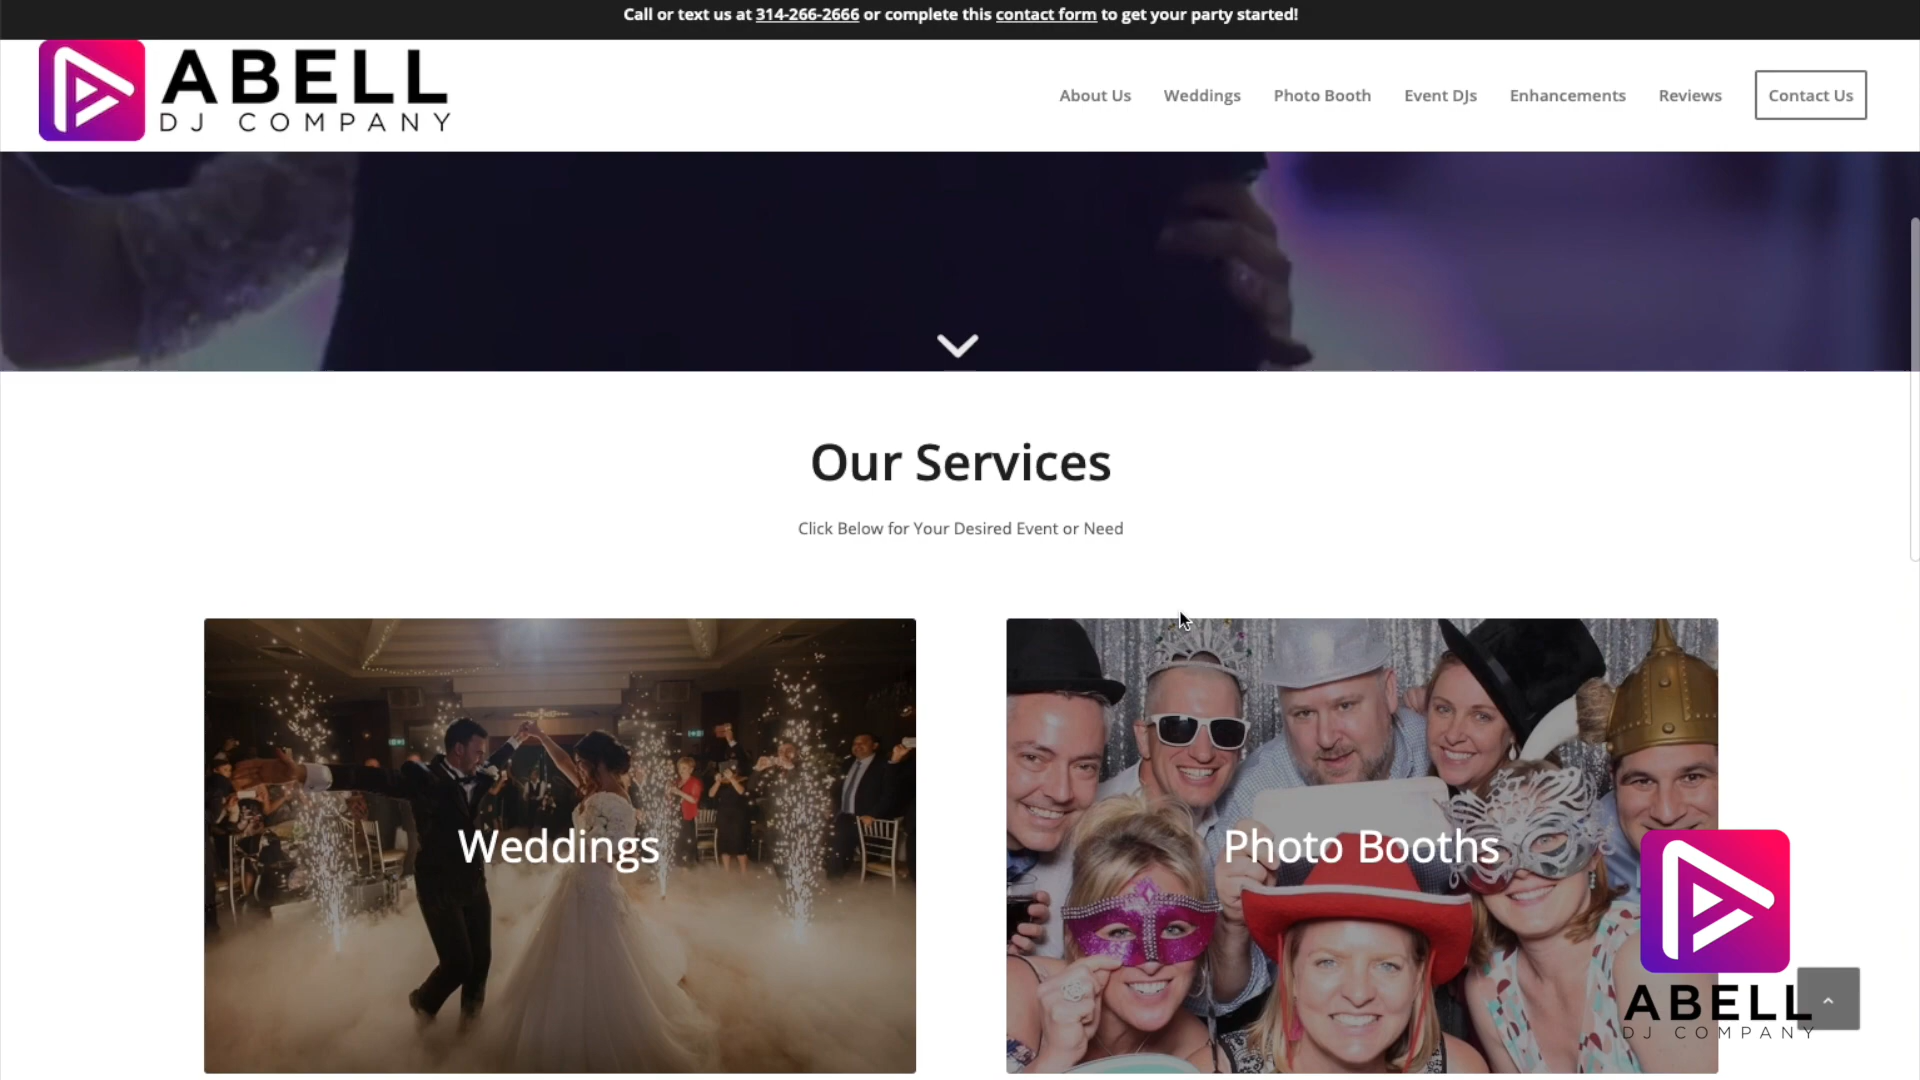 Call or text us at 314-266-2666 or complete this contact form to get your party started!
ABELL
DJ COMPANY
About Us Weddings Photo Booth Event DJs Enhancements Reviews Contact Us
Our Services
Click Below for Your Desired Event or Need
Weddings
Photo Booths
ABELL
DJ COMPANY